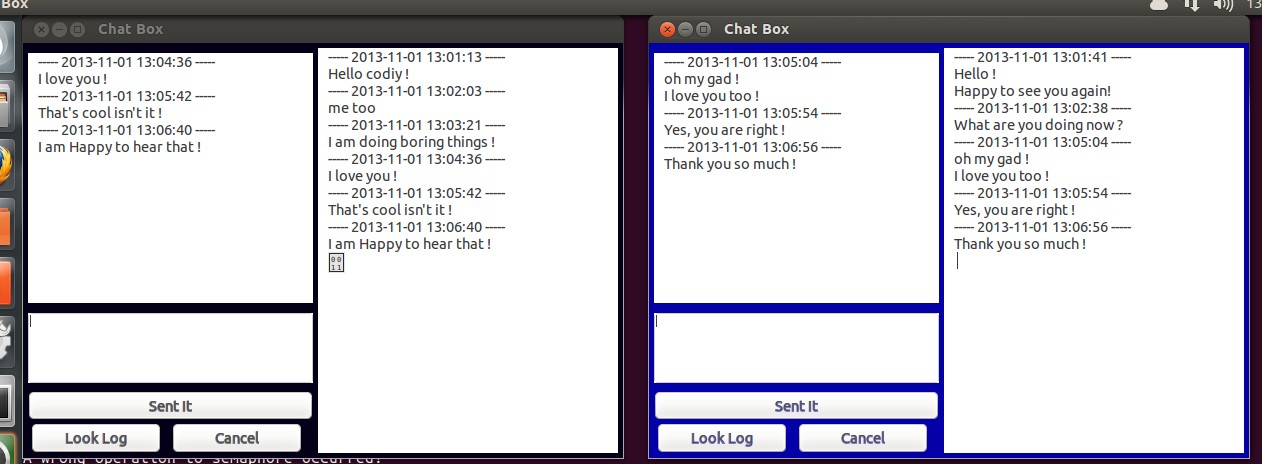 Box
13
Chat Box
----- 2013-11-01 13:04:36 -----
I love you !
----- 2013-11-01 13:05:42 -----
That's cool isn't it !
----- 2013-11-01 13:06:40 -----
I am Happy to hear that !
----- 2013-11-01 13:01:13 -----
Hello codiy !
----- 2013-11-01 13:02:03 -----
me too
----- 2013-11-01 13:03:21 -----
I am doing boring things !
----- 2013-11-01 13:04:36 -----
I love you !
----- 2013-11-01 13:05:42 -----
That's cool isn't it !
----- 2013-11-01 13:06:40 -----
I am Happy to hear that !
00
11
Sent It
Look Log
Cancel
Chat Box
----- 2013-11-01 13:05:04 -----
oh my gad !
I love you too !
----- 2013-11-01 13:05:54 -----
Yes, you are right !
----- 2013-11-01 13:06:56 -----
Thank you so much !
----- 2013-11-01 13:01:41 -----
Hello !
Happy to see you again!
----- 2013-11-01 13:02:38 -----
What are you doing now ?
----- 2013-11-01 13:05:04 -----
oh my gad !
I love you too !
----- 2013-11-01 13:05:54 -----
Yes, you are right !
----- 2013-11-01 13:06:56 -----
Thank you so much !
Sent It
Look Log
Cancel
A wrong operation to semaphore occurred!